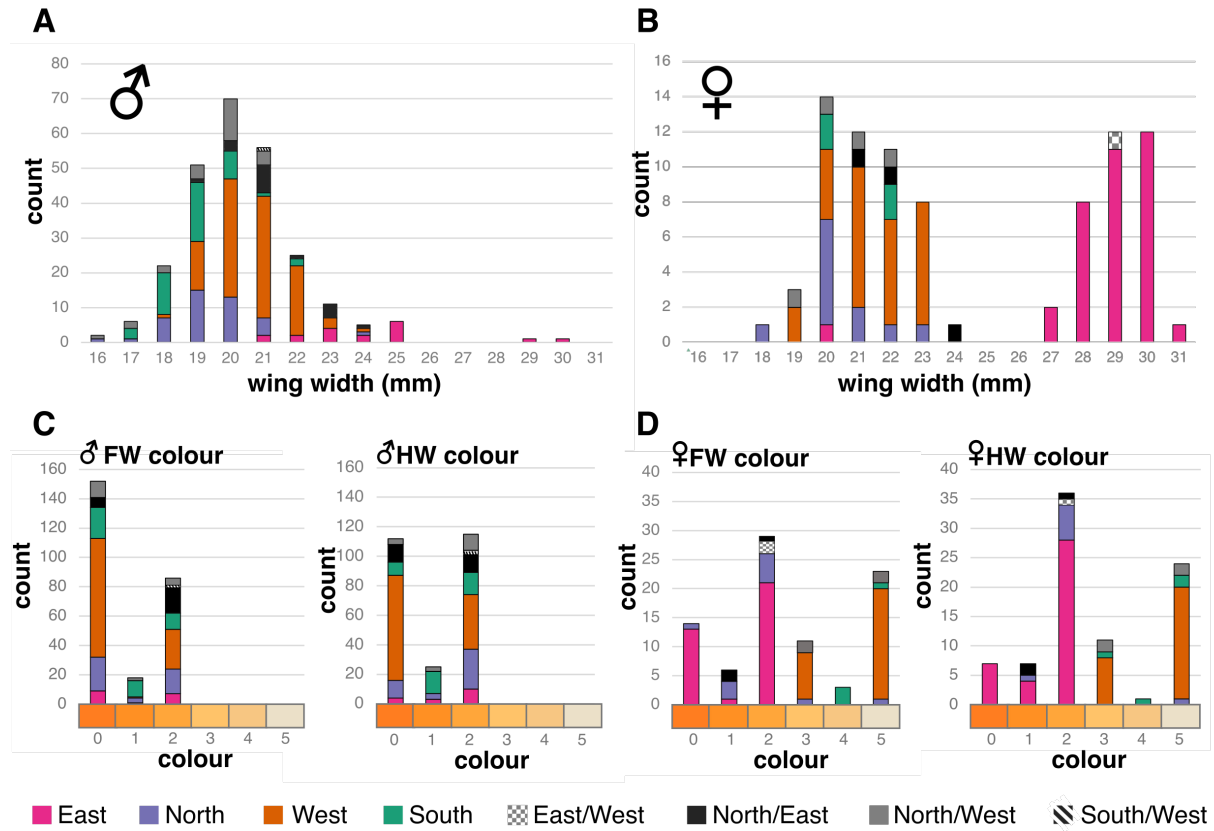 A
B
♂
♀
80
70
60
50
40
30
20
10
0
count
16 17 18 19 20 21 22 23 24 25 26 27 28 29 30 31
wing width (mm)
16
14
12
10
8
6
4
2
0
count
16 17 18 19 20 21 22 23 24 25 26 27 28 29 30 31
wing width (mm)
C
♂ FW colour
160
140
120
100
80
60
40
20
0
count
0 1 2 3 4 5
colour
♂HW colour
160
140
120
100
80
60
40
20
0
count
0 1 2 3 4 5
colour
D
♀FW colour
40
35
30
25
20
15
10
5
0
count
0 1 2 3 4 5
colour
♀HW colour
40
35
30
25
20
15
10
5
0
count
0 1 2 3 4 5
colour
East North West South East/West North/East North/West South/West